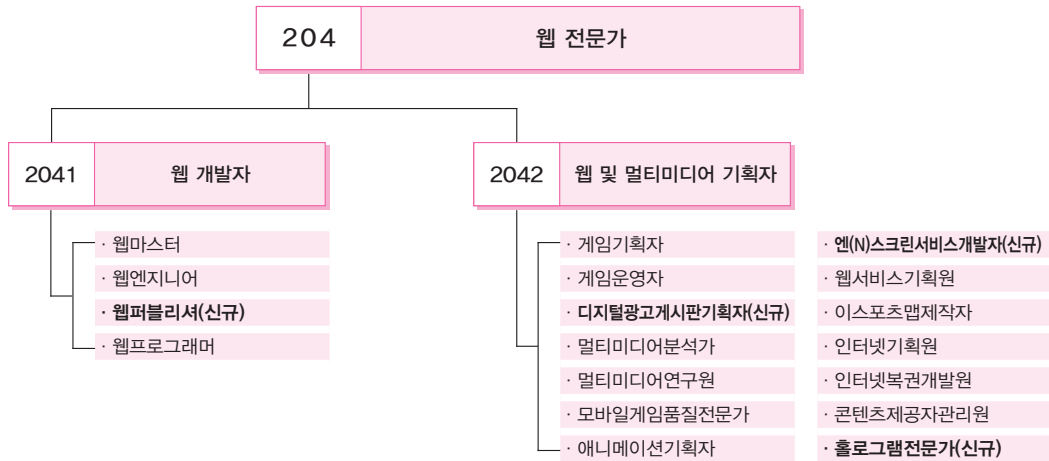 204 웹 전문가
2041 웹 개발자
· 웹마스터
· 웹엔지니어
· 웹퍼블리셔(신규)
· 웹프로그래머
2042 웹 및 멀티미디어 기획자
· 게임기획자
· 게임운영자
· 디지털광고게시판기획자(신규)
· 멀티미디어분석가
· 멀티미디어연구원
· 모바일게임품질전문가
· 애니메이션기획자
· 엔(N)스크린서비스개발자(신규)
· 웹서비스기획원
· 이스포츠맵제작자
· 인터넷기획원
· 인터넷복권개발원
· 콘텐츠제공자관리원
· 홀로그램전문가(신규)